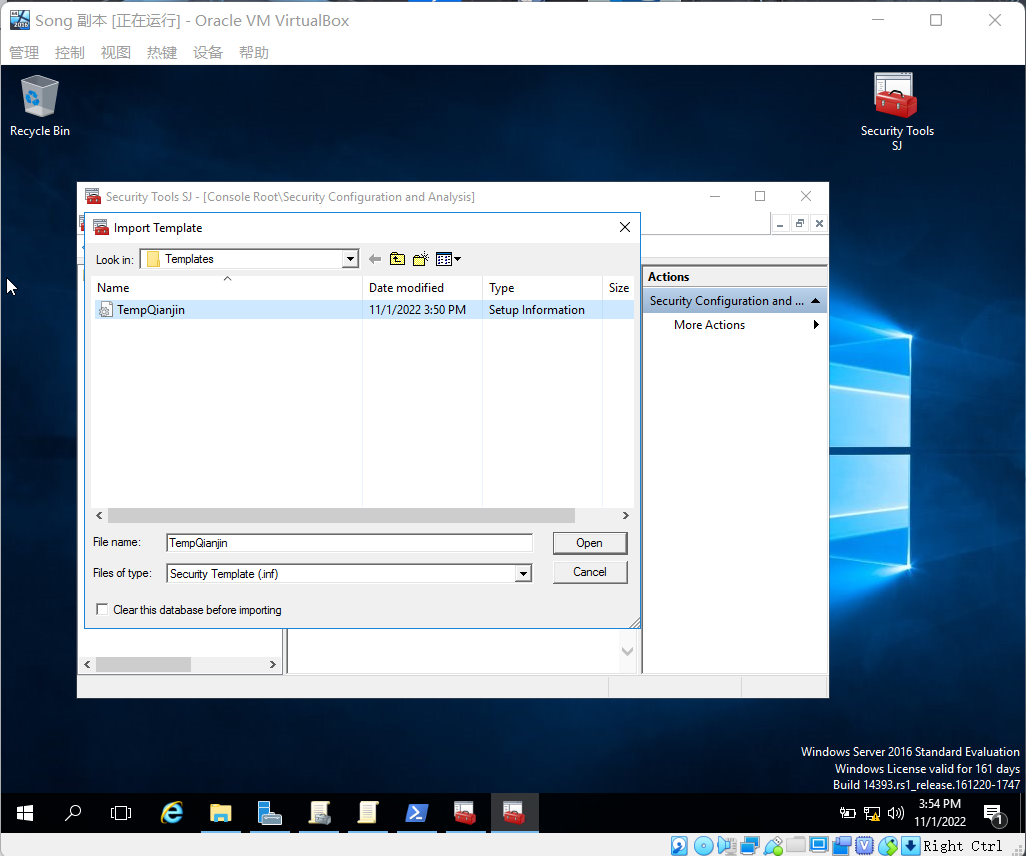 Song 副本 [正在运行] - Oracle VM VirtualBox
管理 控制 视图 热键 设备 帮助
Recycle Bin
Security Tools
SJ
Security Tools SJ - [Console Root\Security Configuration and Analysis]
Import Template
Look in: Templates
Name Date modified Type Size
TempQianjin 11/1/2022 3:50 PM Setup Information
File name: TempQianjin Open
Files of type: Security Template (.inf) Cancel
Clear this database before importing
Actions
Security Configuration and ...
More Actions
Windows Server 2016 Standard Evaluation
Windows License valid for 161 days
Build 14393.rs1_release.161220-1747
3:54 PM
11/1/2022
1
Right Ctrl